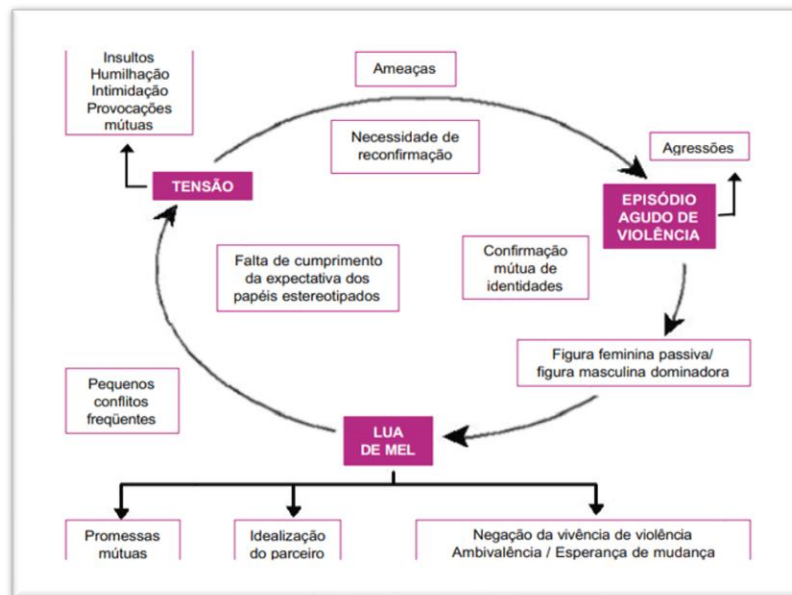 Insultos
Humilhação
Intimidação
Provocações
mútuas
Ameaças
Necessidade de
reconfirmação
Agressões
TENSÃO
EPISÓDIO
AGUDO DE
VIOLÊNCIA
Falta de cumprimento
da expectativa dos
papéis estereotipados
Confirmação
mútua de
identidades
Figura feminina passiva/
figura masculina dominadora
Pequenos
conflitos
freqüentes
LUA
DE MEL
Promessas
mútuas
Idealização
do parceiro
Negação da vivência de violência
Ambivalência / Esperança de mudança